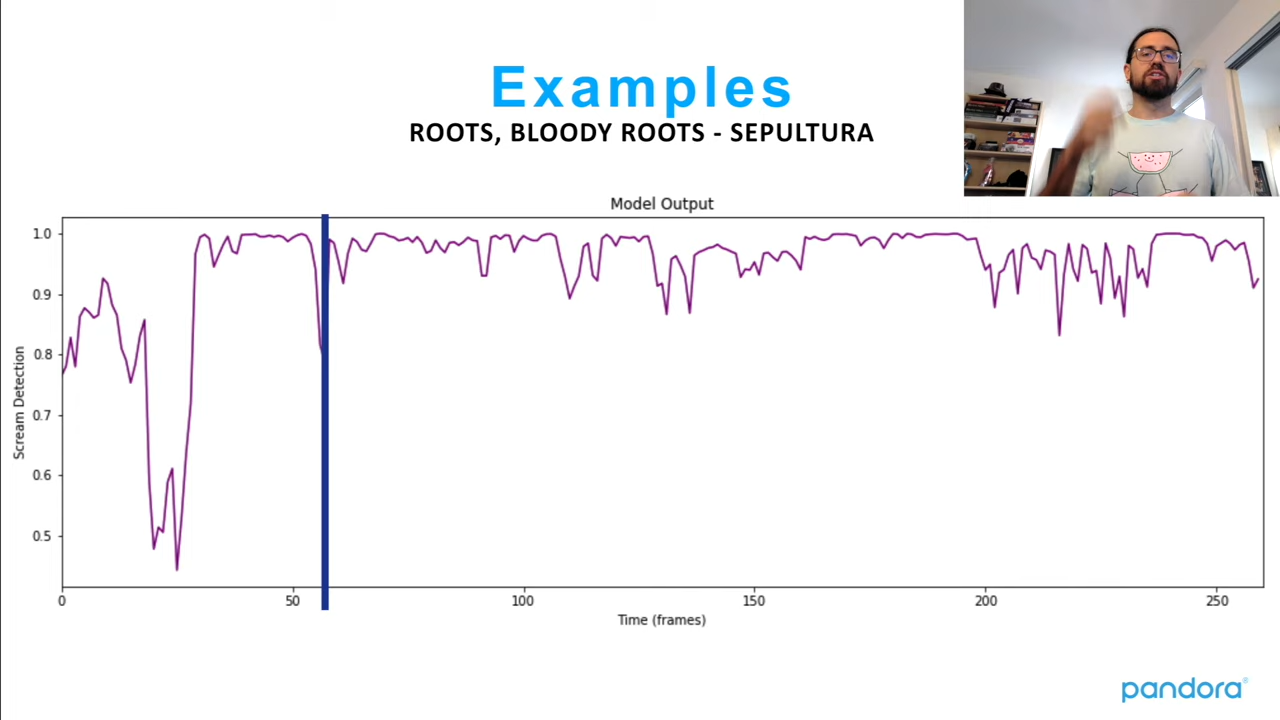 Examples
ROOTS, BLOODY ROOTS - SEPULTURA
Model Output
1.0
0.9
0.8
0.7
0.6
0.5
Scream Detection
0 50 100 150 200 250
Time (frames)
pandora®